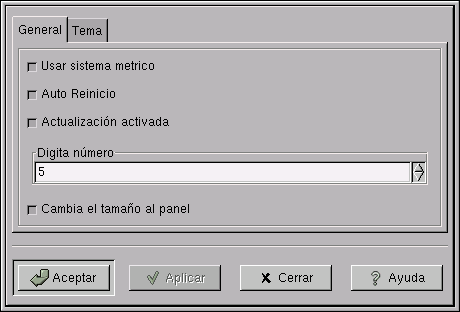 General Tema
Usar sistema metrico
Auto Reinicio
Actualización activada
Digita número
5
Cambia el tamaño al panel
Aceptar Aplicar Cerrar Ayuda